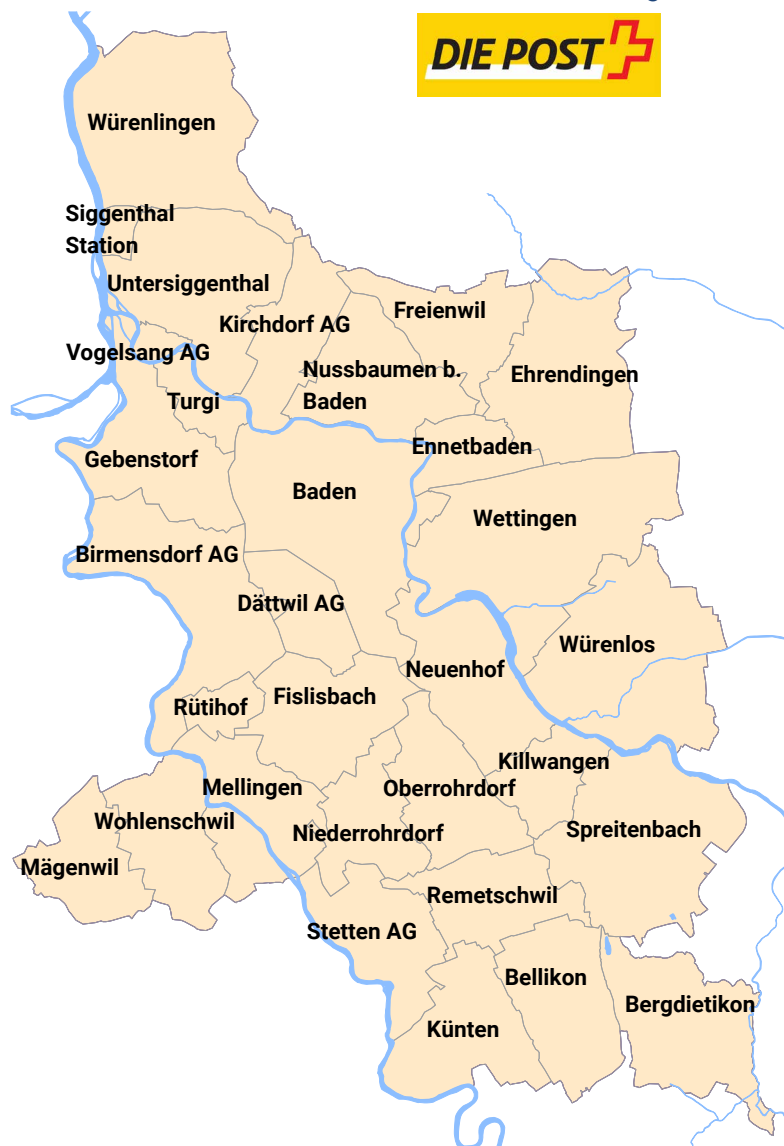 DIE POST
Würenlingen
Siggenthal
Station
Untersiggenthal
Kirchdorf AG
Freienwil
Vogelsang AG
Nussbaumen b.
Baden
Ehrendingen
Turgi
Ennetbaden
Gebenstorf
Baden
Wettingen
Birmensdorf AG
Dättwil AG
Würenlos
Neuenhof
Fislisbach
Rütihof
Killwangen
Mellingen
Oberrohrdorf
Wohlenschwil
Niederrohrdorf
Spreitenbach
Mägenwil
Remetschwil
Stetten AG
Bellikon
Bergdietikon
Künten